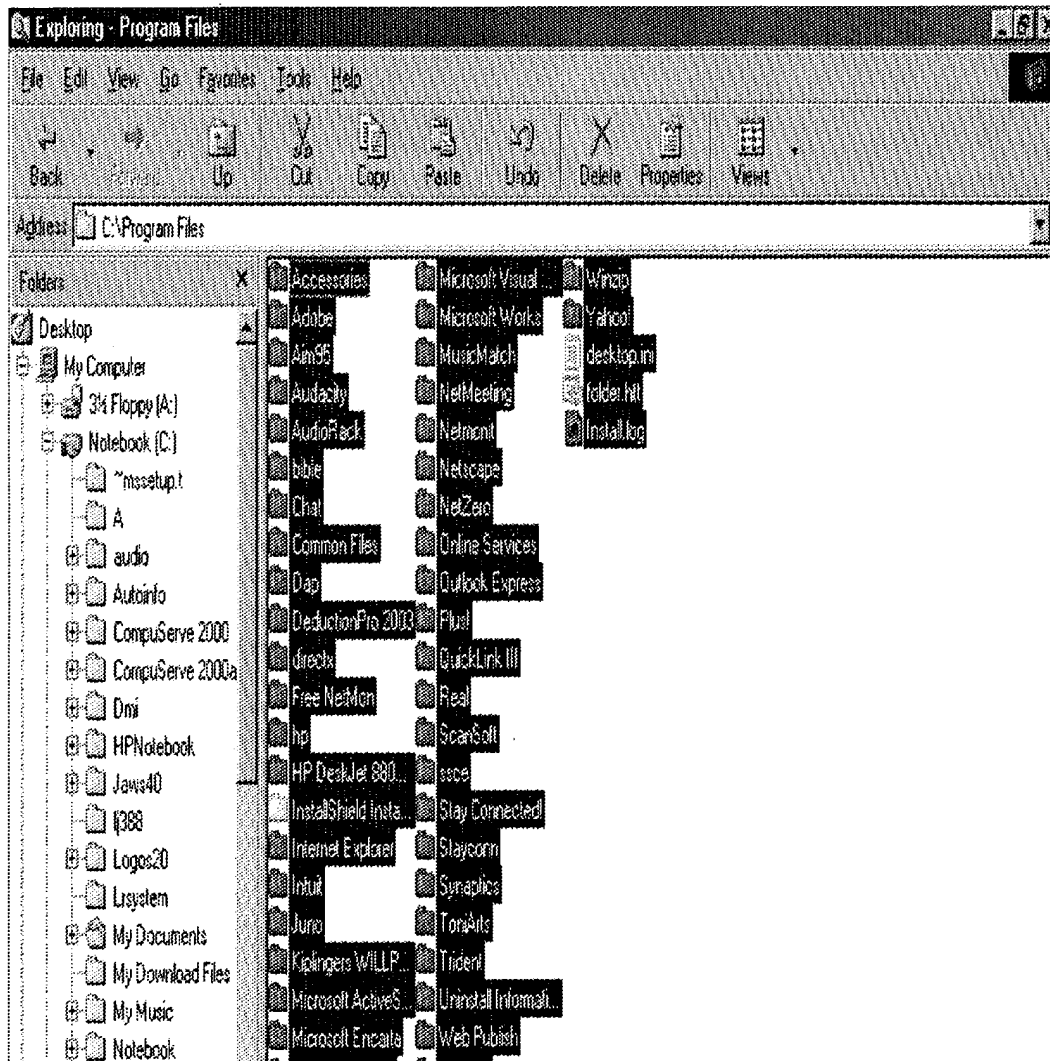 Exploring - Program Files
File Edit View Go Favorites Tools Help
Back Forward Up Cut Copy Paste Undo Delete Properties Views
Address C:\Program Files
Folders
Desktop
My Computer
3½ Floppy (A:)
Notebook (C:)
~mssetup.t
A
audio
Autoinfo
CompuServe 2000
CompuServe 2000a
Dmi
HPNotebook
Jaws40
lj388
Logos20
Lrsystem
My Documents
My Download Files
My Music
Notebook
Accessories
Adobe
Aim95
Audacity
AudioRack
bible
Chat
Common Files
Dap
DeductionPro 2003
directx
Free NetMon
hp
HP DeskJet 880...
InstallShield Insta...
Internet Explorer
Intuit
Juno
Kiplingers WILLP...
Microsoft ActiveS...
Microsoft Encarta
Microsoft Visual ...
Microsoft Works
MusicMatch
NetMeeting
Netmonit
Netscape
NetZero
Online Services
Outlook Express
Plus!
QuickLink III
Real
ScanSoft
ssce
Stay Connected!
Stayconn
Synaptics
ToniArts
Trident
Uninstall Informati...
Web Publish
Winzip
Yahoo!
desktop.ini
folder.htt
Install.log